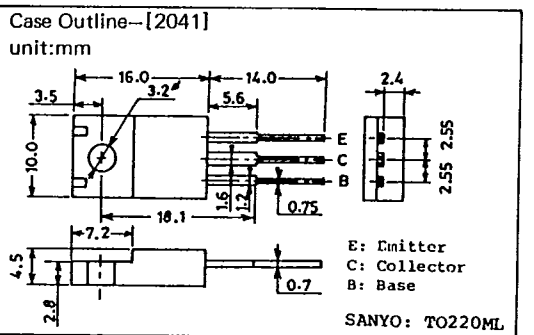 Case Outline—[2041]
unit:mm
16.0
14.0
3.5
3.2ø
5.6
2.4
10.0
E
C
B
2.55
2.55
1.6
1.2
0.75
18.1
7.2
4.5
2.8
0.7
E: Emitter
C: Collector
B: Base
SANYO: TO220ML